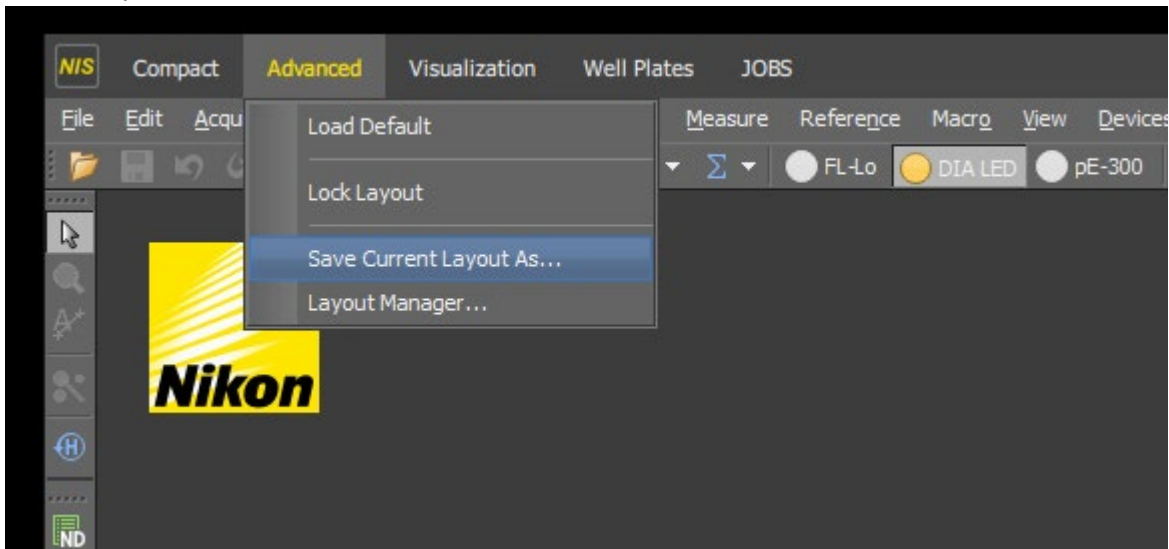 NIS Compact Advanced Visualization Well Plates JOBS
File Edit Acqu Measure Reference Macro View Devices
Load Default
FL-Lo DIA LED pE-300
Lock Layout
Save Current Layout As...
Layout Manager...
Nikon
H
ND